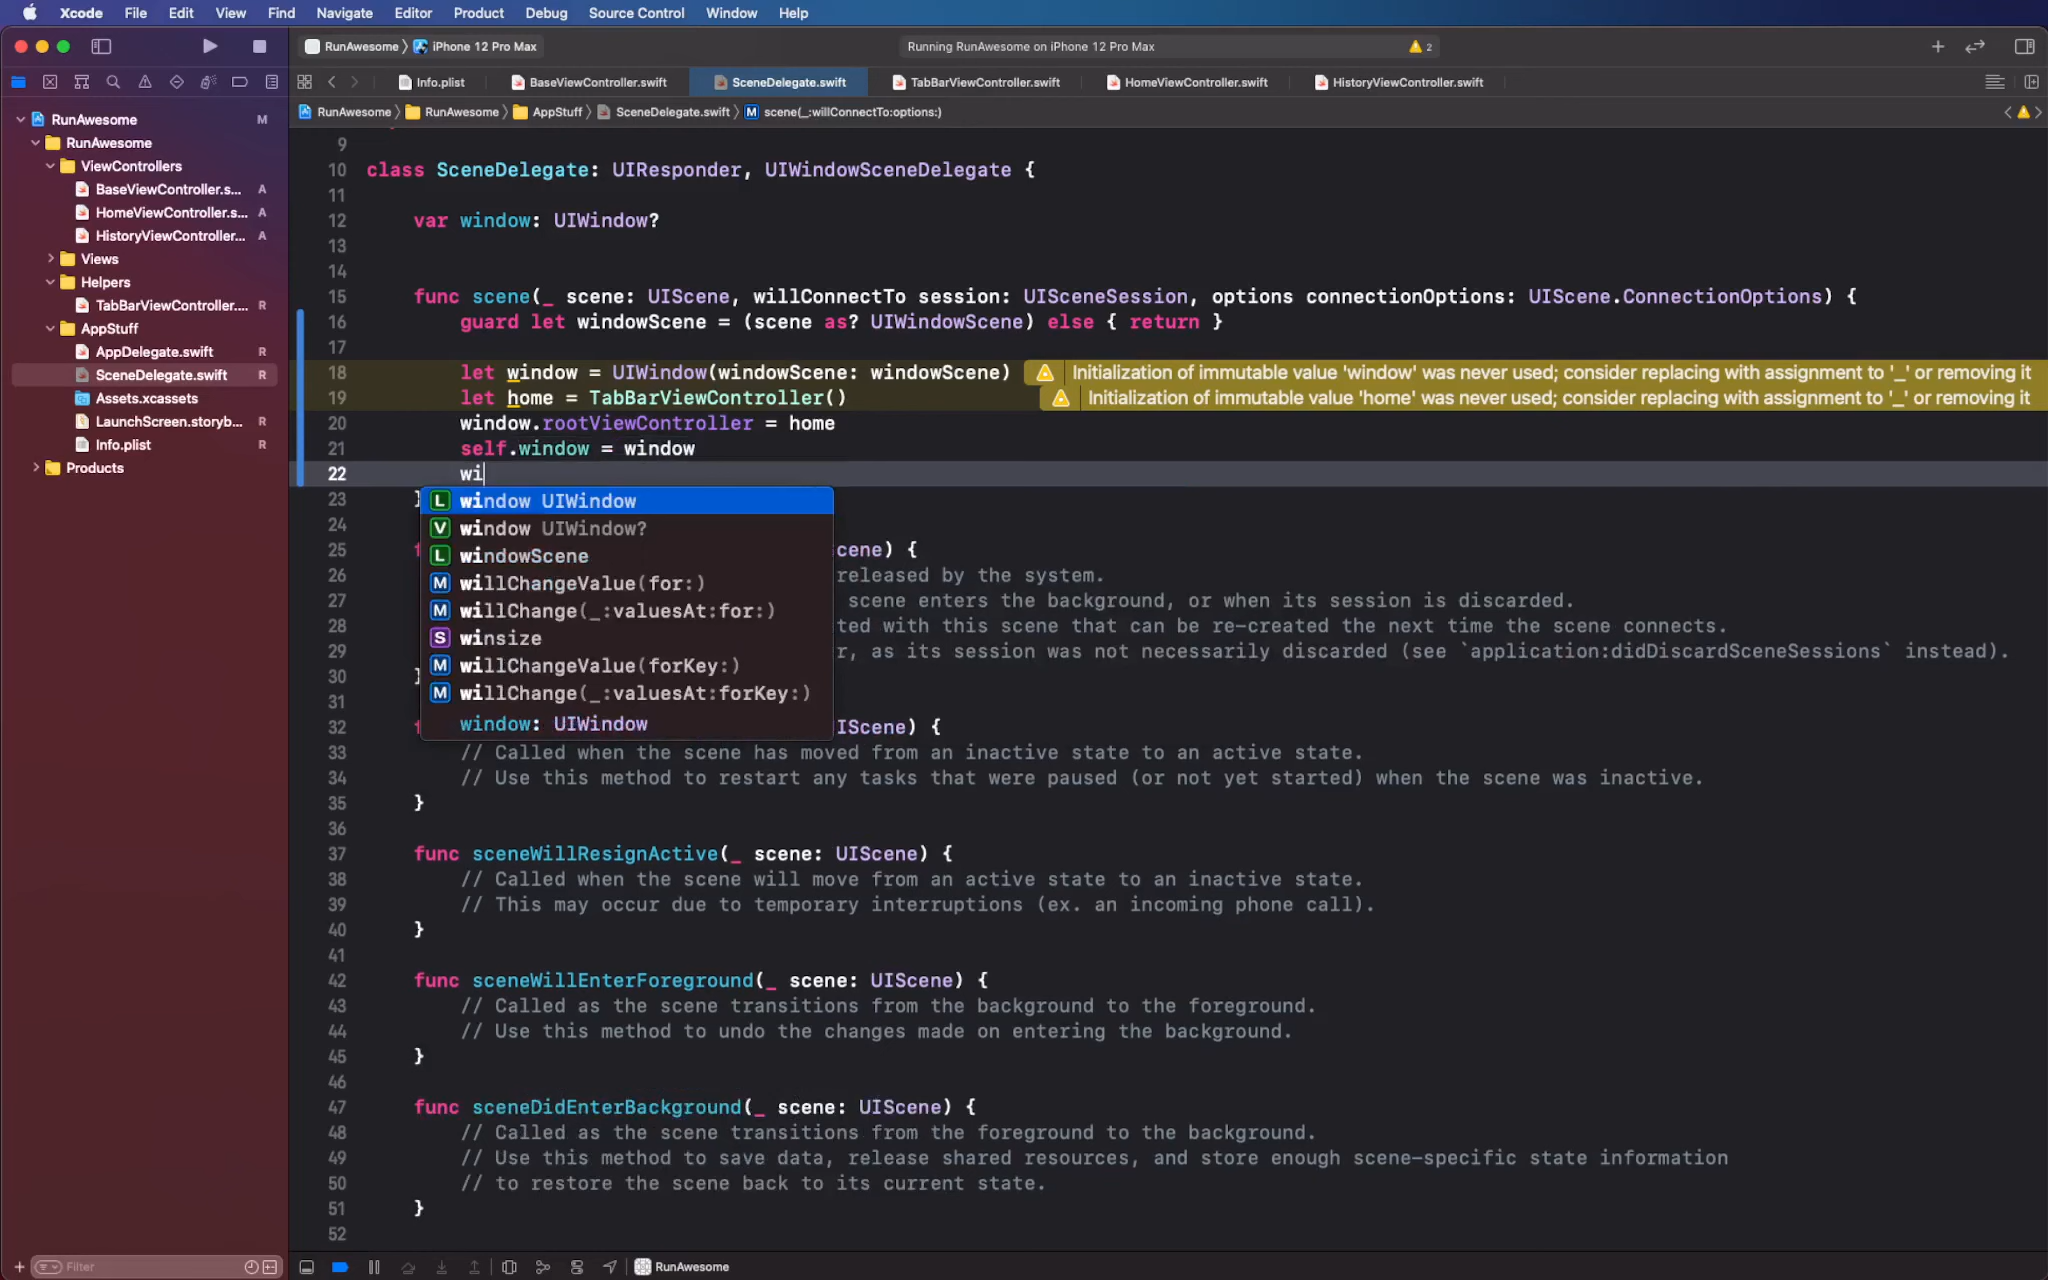 Xcode File Edit View Find Navigate Editor Product Debug Source Control Window Help
RunAwesome iPhone 12 Pro Max Running RunAwesome on iPhone 12 Pro Max 2
Info.plist BaseViewController.swift SceneDelegate.swift TabBarViewController.swift HomeViewController.swift HistoryViewController.swift
RunAwesome RunAwesome AppStuff SceneDelegate.swift M scene(_:willConnectTo:options:)
RunAwesome M
RunAwesome
ViewControllers
BaseViewController.s... A
HomeViewController.s... A
HistoryViewController... A
Views
Helpers
TabBarViewController.... R
AppStuff
AppDelegate.swift R
SceneDelegate.swift R
Assets.xcassets
LaunchScreen.storyb... R
Info.plist R
Products
Filter
9
10 class SceneDelegate: UIResponder, UIWindowSceneDelegate {
11
12 var window: UIWindow?
13
14
15 func scene(_ scene: UIScene, willConnectTo session: UISceneSession, options connectionOptions: UIScene.ConnectionOptions) {
16 guard let windowScene = (scene as? UIWindowScene) else { return }
17
18 let window = UIWindow(windowScene: windowScene) Initialization of immutable value 'window' was never used; consider replacing with assignment to '_' or removing it
19 let home = TabBarViewController() Initialization of immutable value 'home' was never used; consider replacing with assignment to '_' or removing it
20 window.rootViewController = home
21 self.window = window
22 wi
23 }
L window UIWindow
V window UIWindow?
L windowScene
M willChangeValue(for:)
M willChange(_:valuesAt:for:)
S winsize
M willChangeValue(forKey:)
M willChange(_:valuesAt:forKey:)
window: UIWindow
24
25 cene) {
26 released by the system.
27 scene enters the background, or when its session is discarded.
28 ted with this scene that can be re-created the next time the scene connects.
29 r, as its session was not necessarily discarded (see `application:didDiscardSceneSessions` instead).
30 }
31
32 IScene) {
33 // Called when the scene has moved from an inactive state to an active state.
34 // Use this method to restart any tasks that were paused (or not yet started) when the scene was inactive.
35 }
36
37 func sceneWillResignActive(_ scene: UIScene) {
38 // Called when the scene will move from an active state to an inactive state.
39 // This may occur due to temporary interruptions (ex. an incoming phone call).
40 }
41
42 func sceneWillEnterForeground(_ scene: UIScene) {
43 // Called as the scene transitions from the background to the foreground.
44 // Use this method to undo the changes made on entering the background.
45 }
46
47 func sceneDidEnterBackground(_ scene: UIScene) {
48 // Called as the scene transitions from the foreground to the background.
49 // Use this method to save data, release shared resources, and store enough scene-specific state information
50 // to restore the scene back to its current state.
51 }
52
RunAwesome